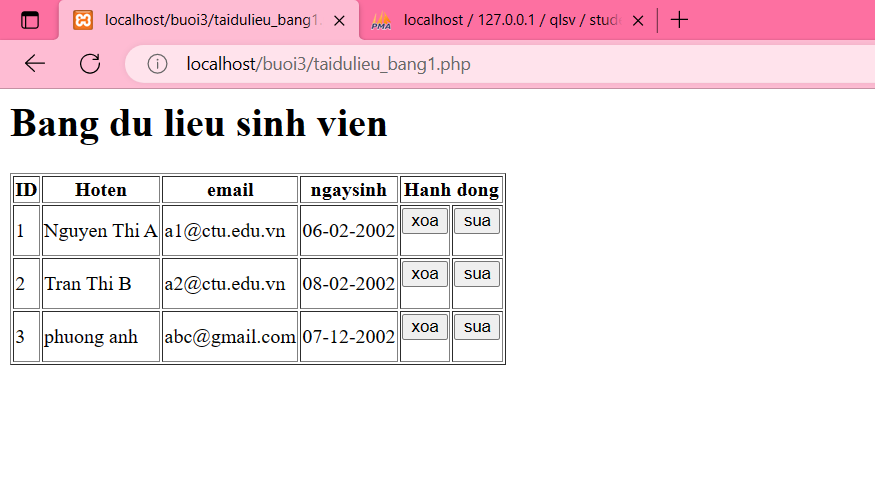 localhost/buoi3/taidulieu_bang1.
localhost / 127.0.0.1 / qlsv / stud
localhost/buoi3/taidulieu_bang1.php
Bang du lieu sinh vien
ID Hoten email ngaysinh Hanh dong
1 Nguyen Thi A a1@ctu.edu.vn 06-02-2002 xoa sua
2 Tran Thi B a2@ctu.edu.vn 08-02-2002 xoa sua
3 phuong anh abc@gmail.com 07-12-2002 xoa sua